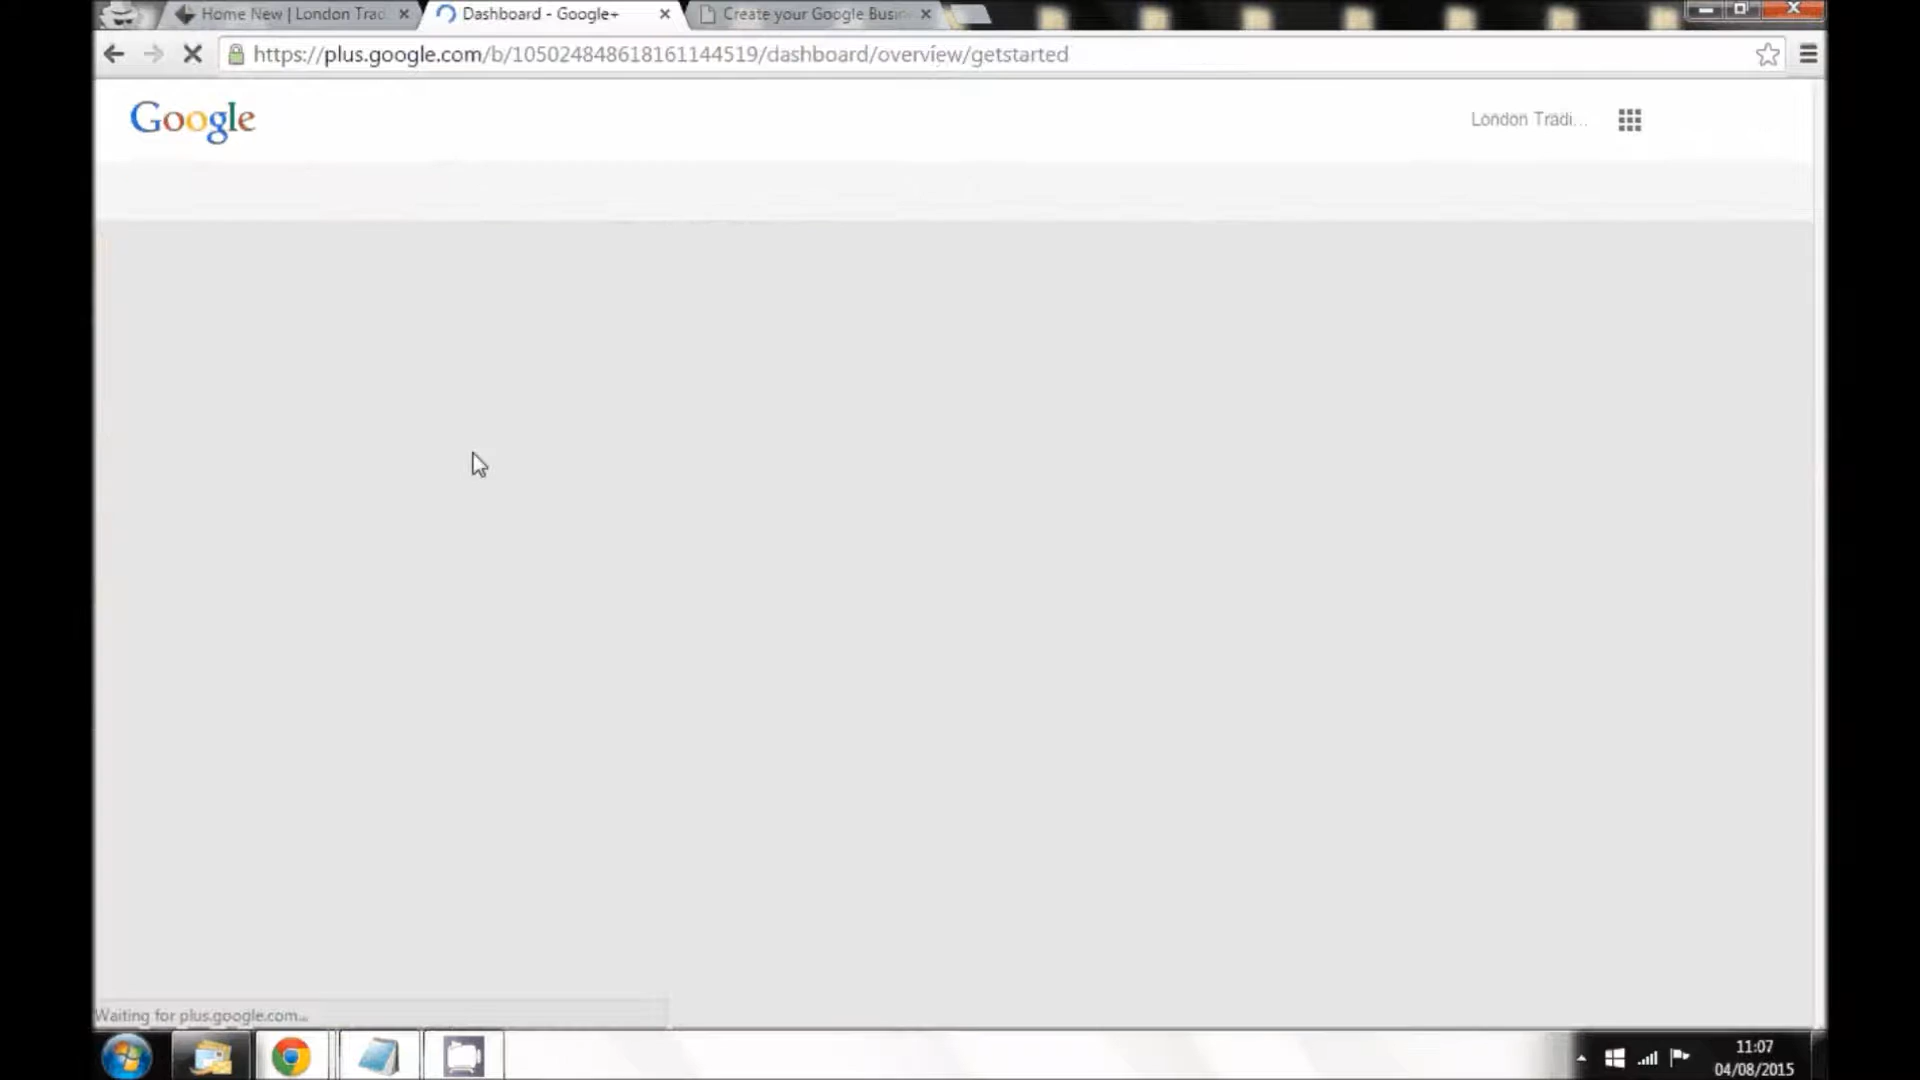 Home New | London Trad
Dashboard - Google+
Create your Google Busin
https://plus.google.com/b/105024848618161144519/dashboard/overview/getstarted
Google
London Tradi...
Waiting for plus.google.com...
11:07
04/08/2015